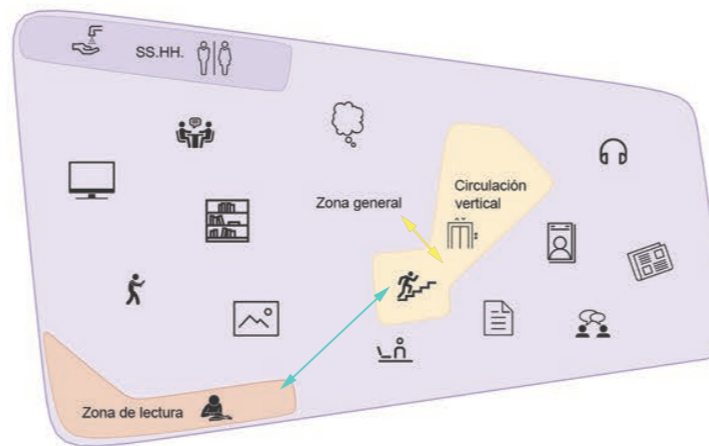 SS.HH.
Circulación
vertical
Zona general
Zona de lectura